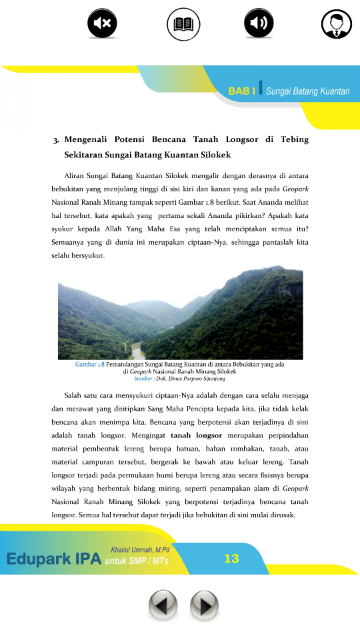 BAB I Sungai Batang Kuantan
3. Mengenali Potensi Bencana Tanah Longsor di Tebing
Sekitaran Sungai Batang Kuantan Silokek
Aliran Sungai Batang Kuantan Silokek mengalir dengan derasnya di antara
bebukitan yang menjulang tinggi di sisi kiri dan kanan yang ada pada Geopark
Nasional Ranah Minang tampak seperti Gambar 1.8 berikut. Saat Ananda melihat
hal tersebut, kata apakah yang pertama sekali Ananda pikirkan? Apakah kata
syukur kepada Allah Yang Maha Esa yang telah menciptakan semua itu?
Semuanya yang di dunia ini merupakan ciptaan-Nya, sehingga pantaslah kita
selalu bersyukur.
Gambar 1.8 Pemandangan Sungai Batang Kuantan di antara Bebukitan yang ada
di Geopark Nasional Ranah Minang Silokek
Sumber : Dok. Dinas Parpora Sijunjung
Salah satu cara mensyukuri ciptaan-Nya adalah dengan cara selalu menjaga
dan merawat yang dititipkan Sang Maha Pencipta kepada kita, jika tidak kelak
bencana akan menimpa kita. Bencana yang berpotensi akan terjadinya di sini
adalah tanah longsor. Mengingat tanah longsor merupakan perpindahan
material pembentuk lereng berupa batuan, bahan rombakan, tanah, atau
material campuran tersebut, bergerak ke bawah atau keluar lereng. Tanah
longsor terjadi pada permukaan bumi berupa lereng atau secara fisisnya berupa
wilayah yang berbentuk bidang miring, seperti penampakan alam di Geopark
Nasional Ranah Minang Silokek yang berpotensi terjadinya bencana tanah
longsor. Semua hal tersebut dapat terjadi jika bebukitan di sini mulai dirusak.
Khairul Ummah, M.Pd
Edupark IPA untuk SMP / MTs 13